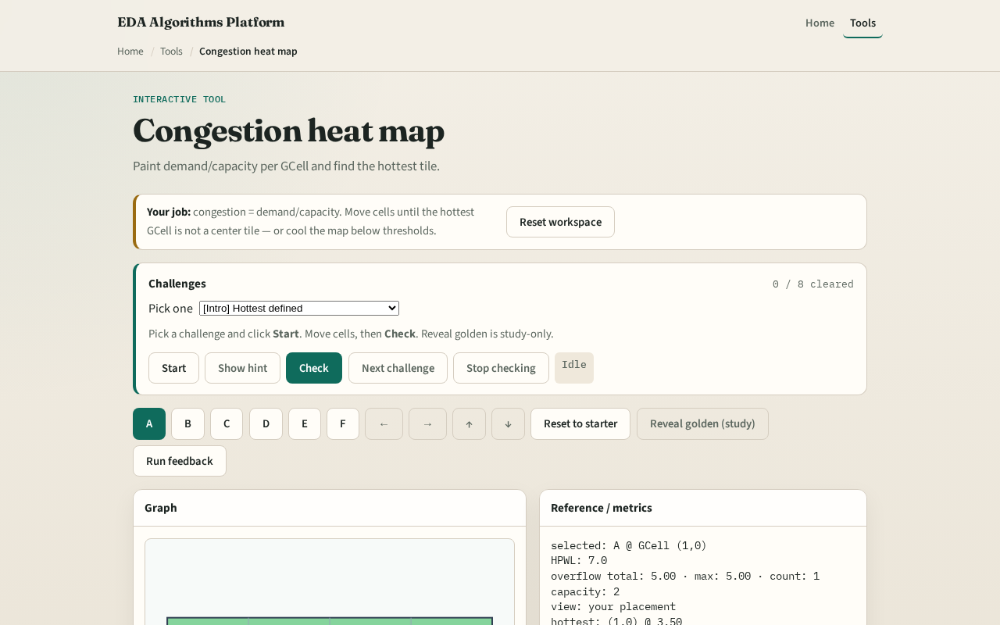 EDA Algorithms Platform
Home Tools
Home / Tools / Congestion heat map
INTERACTIVE TOOL
Congestion heat map
Paint demand/capacity per GCell and find the hottest tile.
Your job: congestion = demand/capacity. Move cells until the hottest
GCell is not a center tile — or cool the map below thresholds.
Reset workspace
Challenges
0 / 8 cleared
Pick one [Intro] Hottest defined
Pick a challenge and click Start. Move cells, then Check. Reveal golden is study-only.
Start Show hint Check Next challenge Stop checking Idle
A B C D E F ← → ↑ ↓ Reset to starter Reveal golden (study)
Run feedback
Graph
Reference / metrics
selected: A @ GCell (1,0)
HPWL: 7.0
overflow total: 5.00 · max: 5.00 · count: 1
capacity: 2
view: your placement
hottest: (1,0) @ 3.50